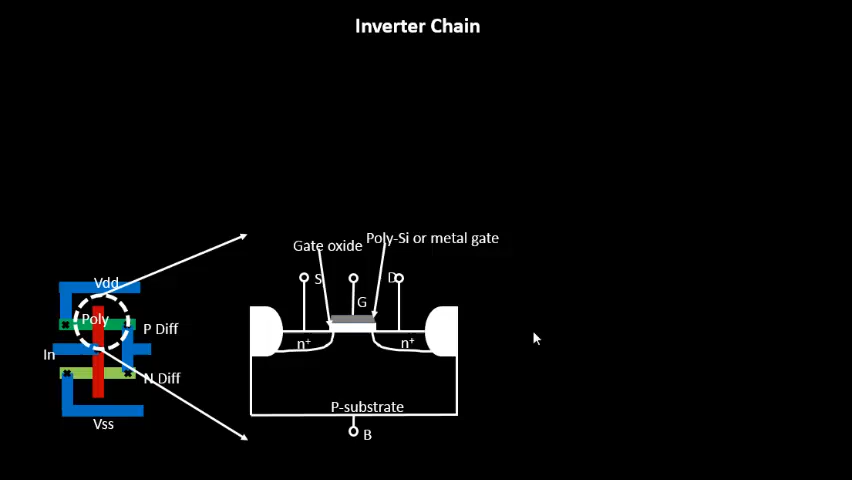 Inverter Chain
Gate oxide
Poly-Si or metal gate
S
D
G
Vdd
Poly
P Diff
In
N Diff
Vss
n+
n+
P-substrate
B